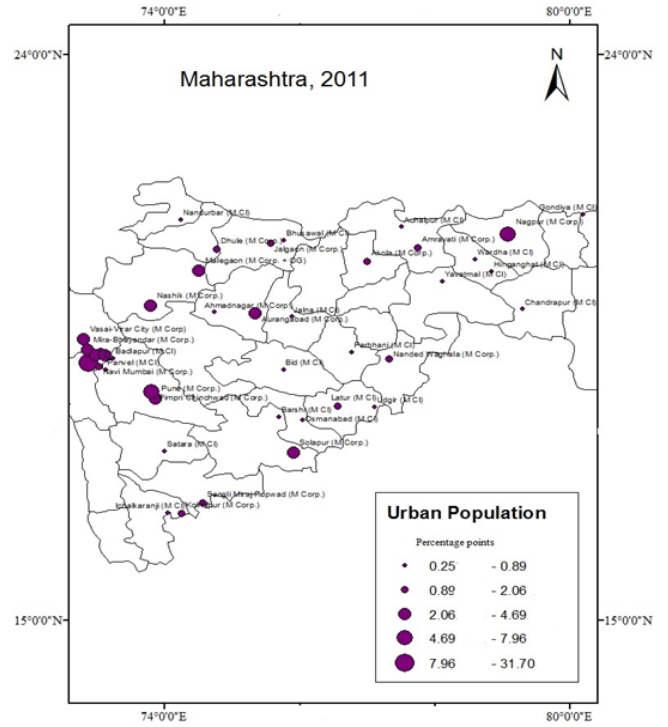 74°0'0"E 80°0'0"E
24°0'0"N 24°0'0"N
N
Maharashtra, 2011
Nandurbar (M Cl)
Gondiya (M Cl)
Achalpur (M Cl)
Nagpur (M Corp.)
Bhusawal (M Cl)
Dhule (M Corp.)
Jalgaon (M Corp.)
Amravati (M Corp.)
Malegaon (M Corp. + OG)
Akola (M Corp.)
Wardha (M Cl)
Hinganghat (M Cl)
Yavatmal (M Cl)
Nashik (M Corp.)
Ahmadnagar (M Corp.)
Jalna (M Cl)
Chandrapur (M Cl)
Aurangabad (M Corp.)
Vasai-Virar City (M Corp)
Mira-Bhayandar (M Corp.)
Parbhani (M Cl)
Badlapur (M Cl)
Nanded Waghala (M Corp.)
Panvel (M Cl)
Bid (M Cl)
Navi Mumbai (M Corp.)
Pune (M Corp.)
Pimpri Chinchwad (M Corp.)
Latur (M Cl)
Udgir (M Cl)
Barshi (M Cl)
Osmanabad (M Cl)
Satara (M Cl)
Solapur (M Corp.)
Sangli Miraj Kupwad (M Corp.)
Ichalkaranji (M Cl)
Urban Population
Percentage points
0.25 - 0.89
0.89 - 2.06
2.06 - 4.69
4.69 - 7.96
7.96 - 31.70
15°0'0"N 15°0'0"N
74°0'0"E 80°0'0"E